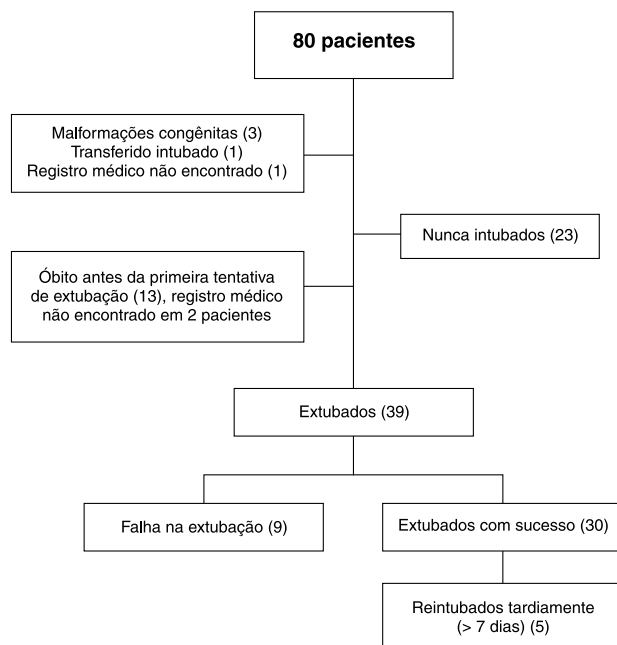 80 pacientes
Malformações congênitas (3)
Transferido intubado (1)
Registro médico não encontrado (1)
Nunca intubados (23)
Óbito antes da primeira tentativa
de extubação (13), registro médico
não encontrado em 2 pacientes
Extubados (39)
Falha na extubação (9)
Extubados com sucesso (30)
Reintubados tardiamente
(> 7 dias) (5)